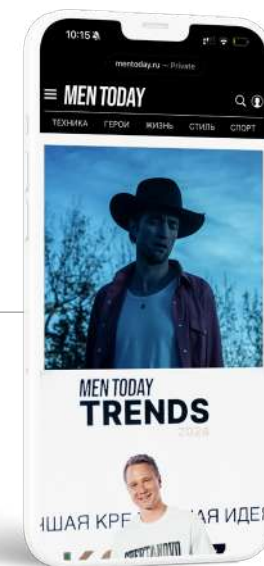 10:15
mentoday.ru — Private
MEN TODAY
ТЕХНИКА ГЕРОИ ЖИЗНЬ СТИЛЬ СПОРТ
MEN TODAY
TRENDS
2024